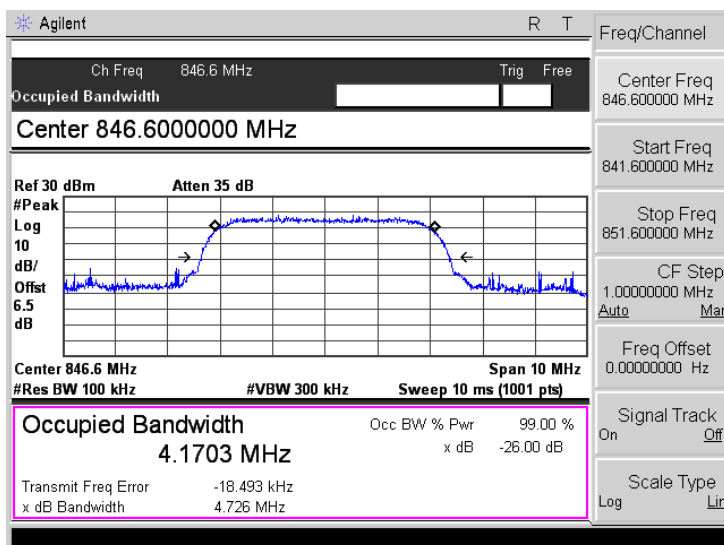 Agilent R T
Freq/Channel
Ch Freq 846.6 MHz Trig Free
Occupied Bandwidth
Center 846.6000000 MHz
Ref 30 dBm Atten 35 dB
#Peak
Log
10
dB/
Offst
6.5
dB
Center 846.6 MHz Span 10 MHz
#Res BW 100 kHz #VBW 300 kHz Sweep 10 ms (1001 pts)
Occupied Bandwidth Occ BW % Pwr 99.00 %
4.1703 MHz x dB -26.00 dB
Transmit Freq Error -18.493 kHz
x dB Bandwidth 4.726 MHz
Center Freq
846.600000 MHz
Start Freq
841.600000 MHz
Stop Freq
851.600000 MHz
CF Step
1.00000000 MHz
Auto Man
Freq Offset
0.00000000 Hz
Signal Track
On Off
Scale Type
Log Lin